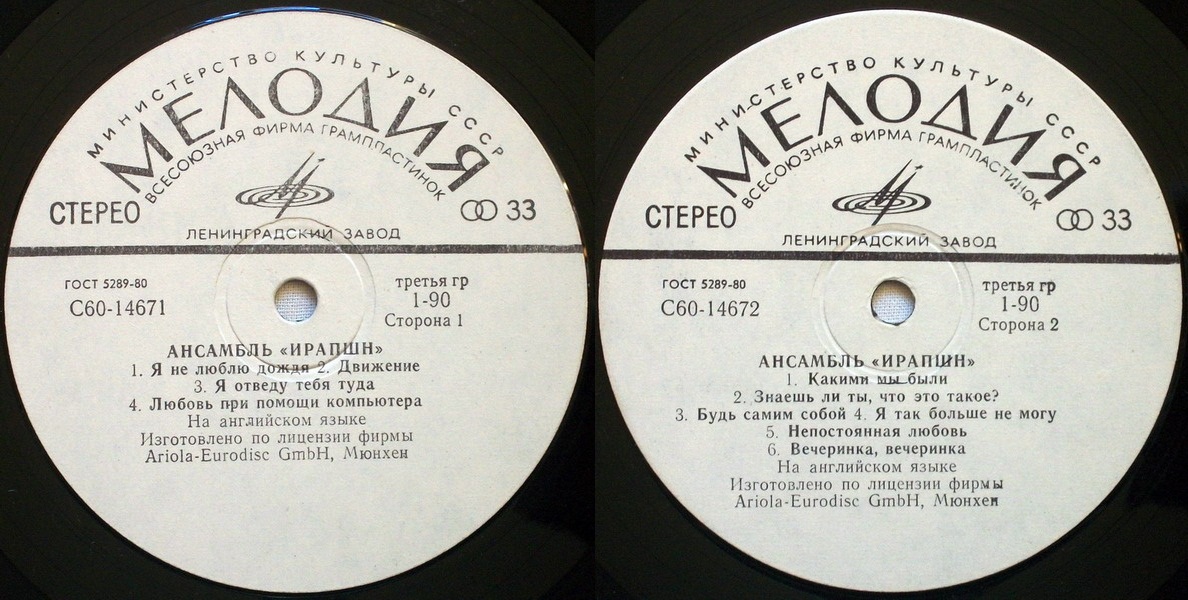 МИНИСТЕРСТВО КУЛЬТУРЫ СССР
МЕЛОДИЯ
ВСЕСОЮЗНАЯ ФИРМА ГРАМПЛАСТИНОК
СТЕРЕО
33
ЛЕНИНГРАДСКИЙ ЗАВОД
ГОСТ 5289-80
С60-14671
третья гр
1-90
Сторона 1
АНСАМБЛЬ «ИРАПШН»
1. Я не люблю дождя 2. Движение
3. Я отведу тебя туда
4. Любовь при помощи компьютера
На английском языке
Изготовлено по лицензии фирмы
Ariola-Eurodisc GmbH, Мюнхен
МИНИСТЕРСТВО КУЛЬТУРЫ СССР
МЕЛОДИЯ
ВСЕСОЮЗНАЯ ФИРМА ГРАМПЛАСТИНОК
СТЕРЕО
33
ЛЕНИНГРАДСКИЙ ЗАВОД
ГОСТ 5289-80
С60-14672
третья гр
1-90
Сторона 2
АНСАМБЛЬ «ИРАПШН»
1. Какими мы были
2. Знаешь ли ты, что это такое?
3. Будь самим собой 4. Я так больше не могу
5. Непостоянная любовь
6. Вечеринка, вечеринка
На английском языке
Изготовлено по лицензии фирмы
Ariola-Eurodisc GmbH, Мюнхен